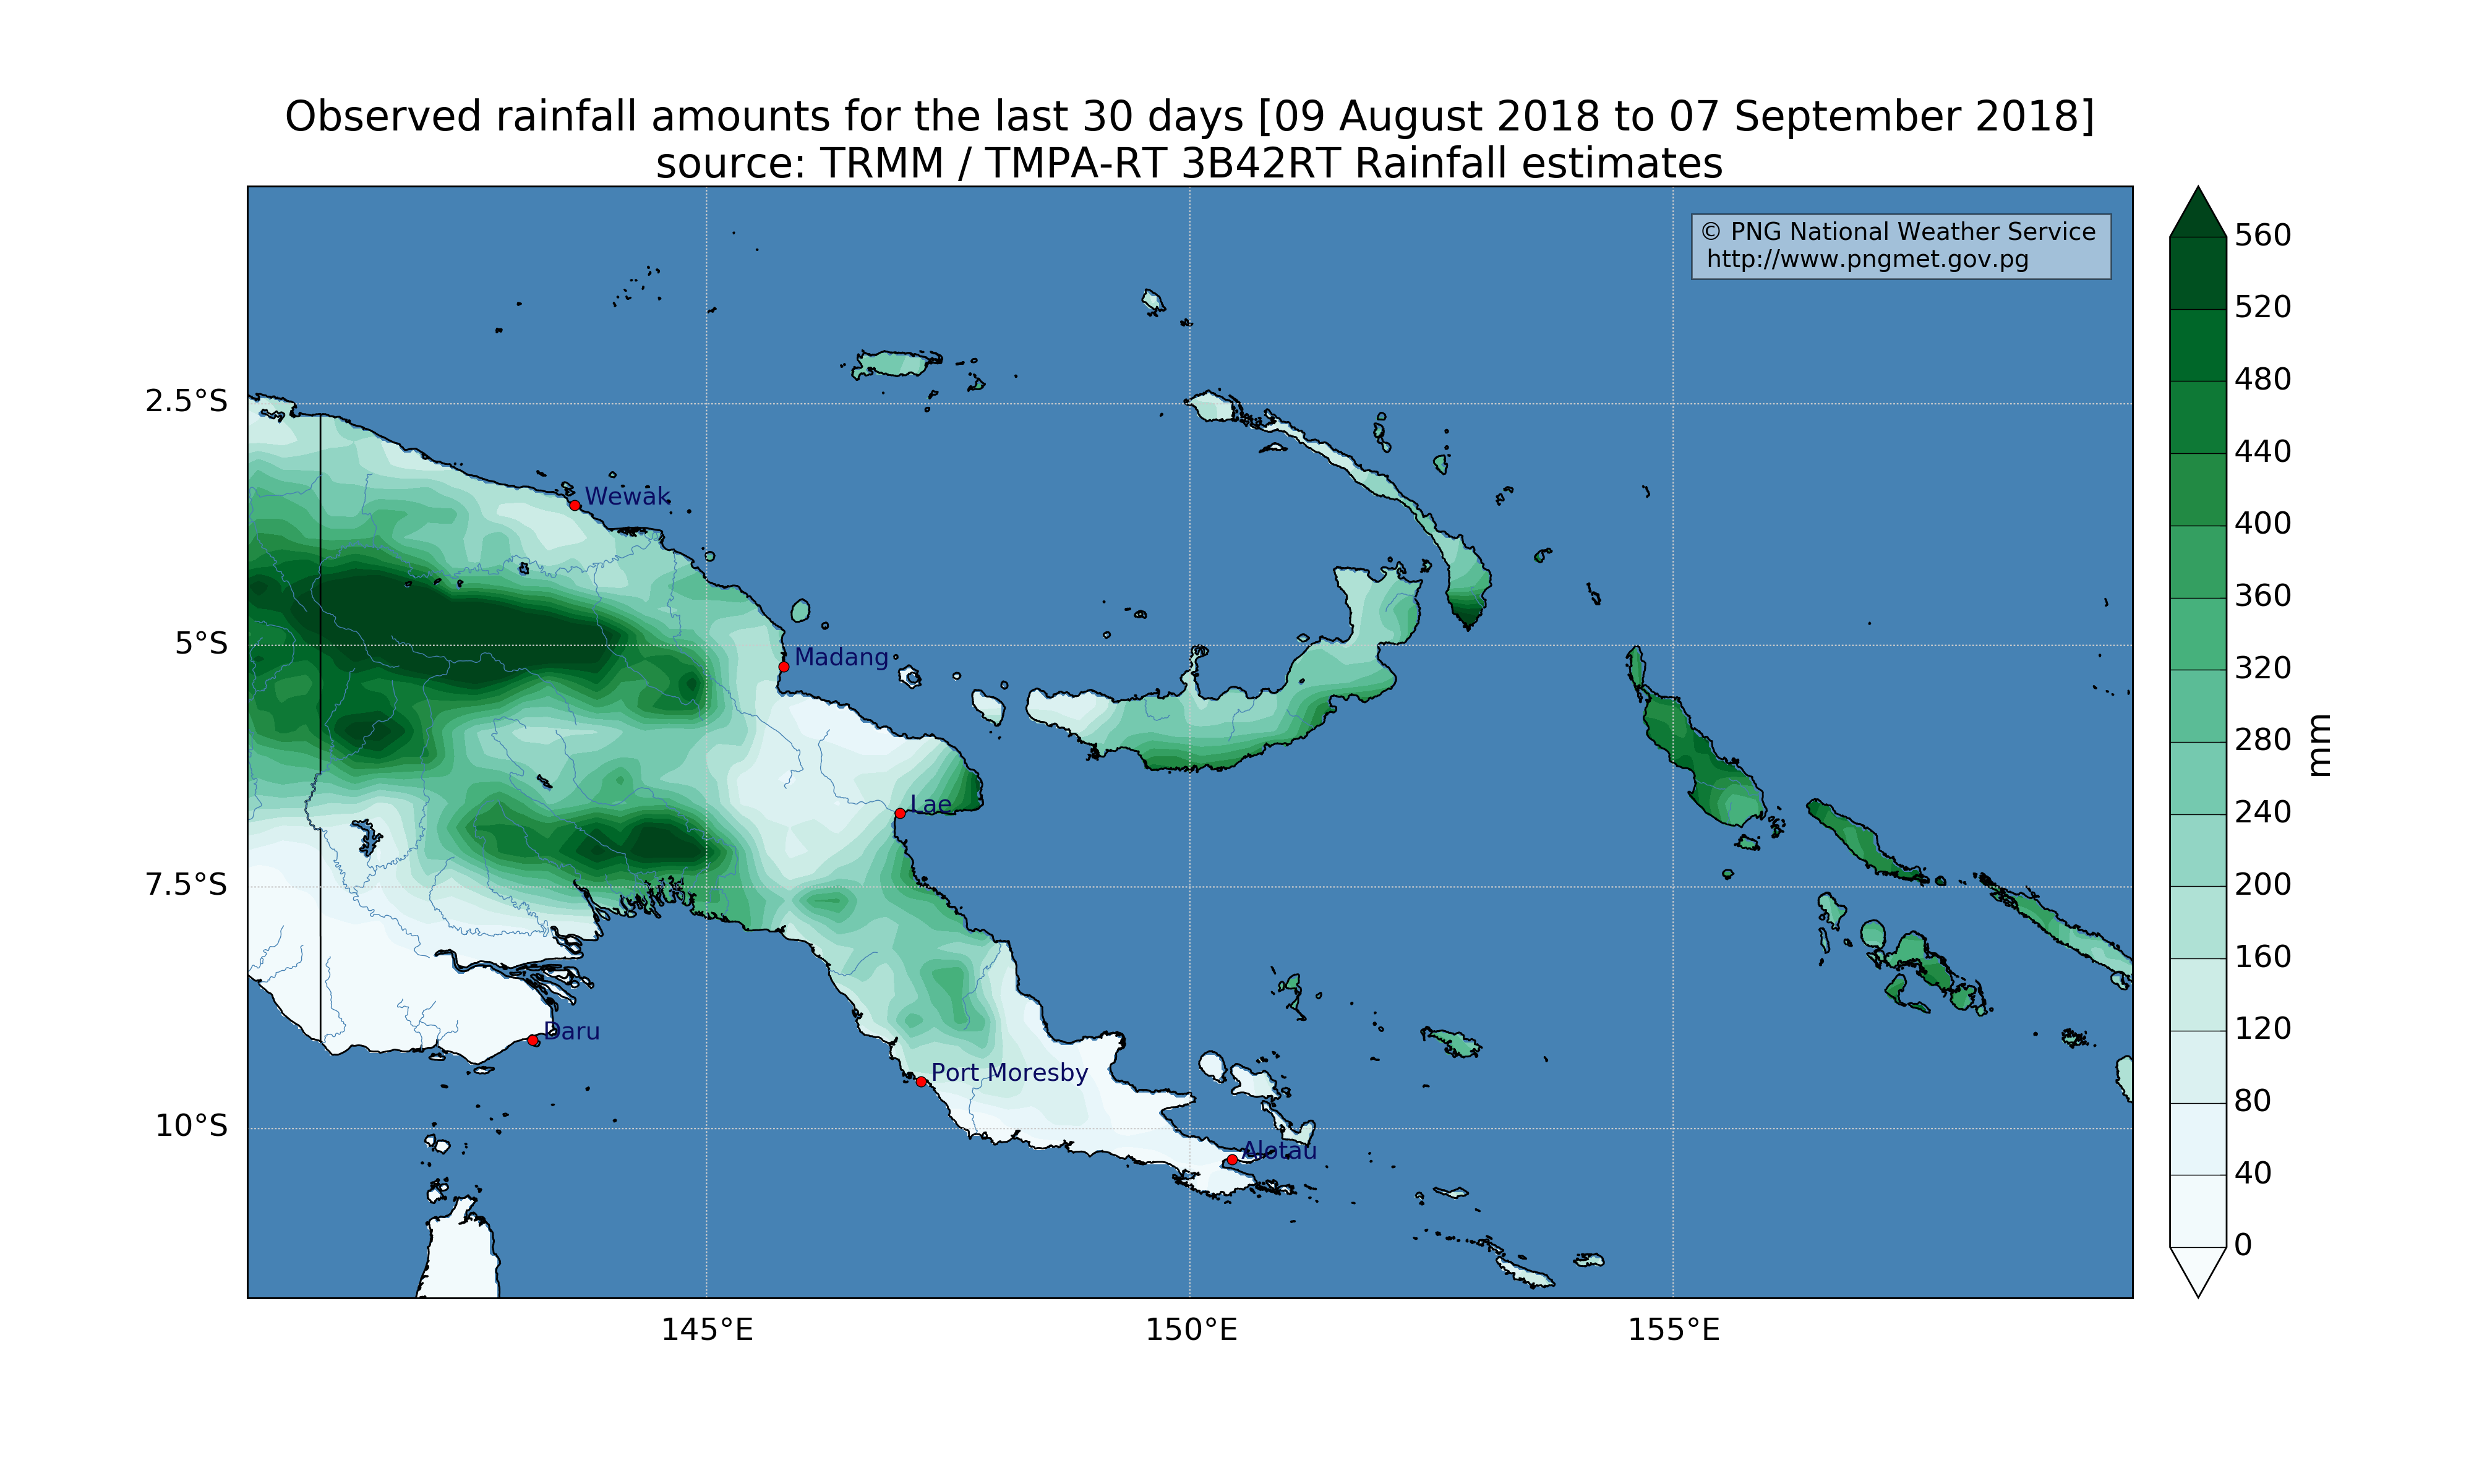 Observed rainfall amounts for the last 30 days [09 August 2018 to 07 September 2018]
source: TRMM / TMPA-RT 3B42RT Rainfall estimates
© PNG National Weather Service
http://www.pngmet.gov.pg
560
520
480
440
400
360
320
280
240
200
160
120
80
40
0
mm
2.5°S
5°S
7.5°S
10°S
Wewak
Madang
Lae
Daru
Port Moresby
Alotau
145°E
150°E
155°E